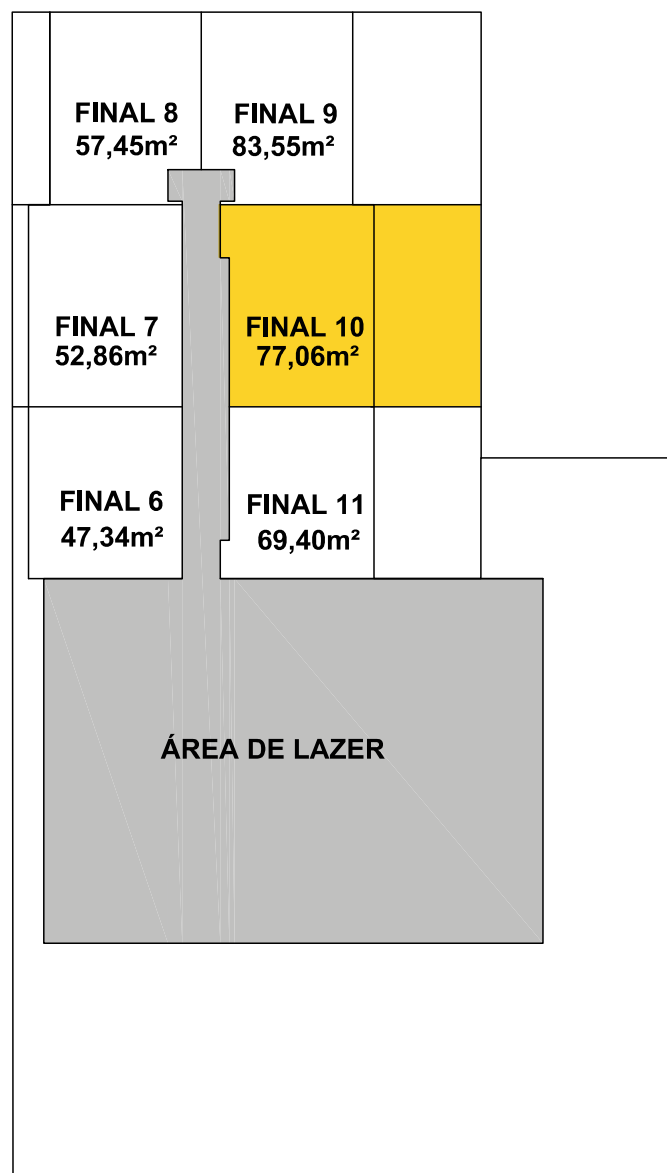 FINAL 8
57,45m²
FINAL 9
83,55m²
FINAL 7
52,86m²
FINAL 10
77,06m²
FINAL 6
47,34m²
FINAL 11
69,40m²
ÁREA DE LAZER